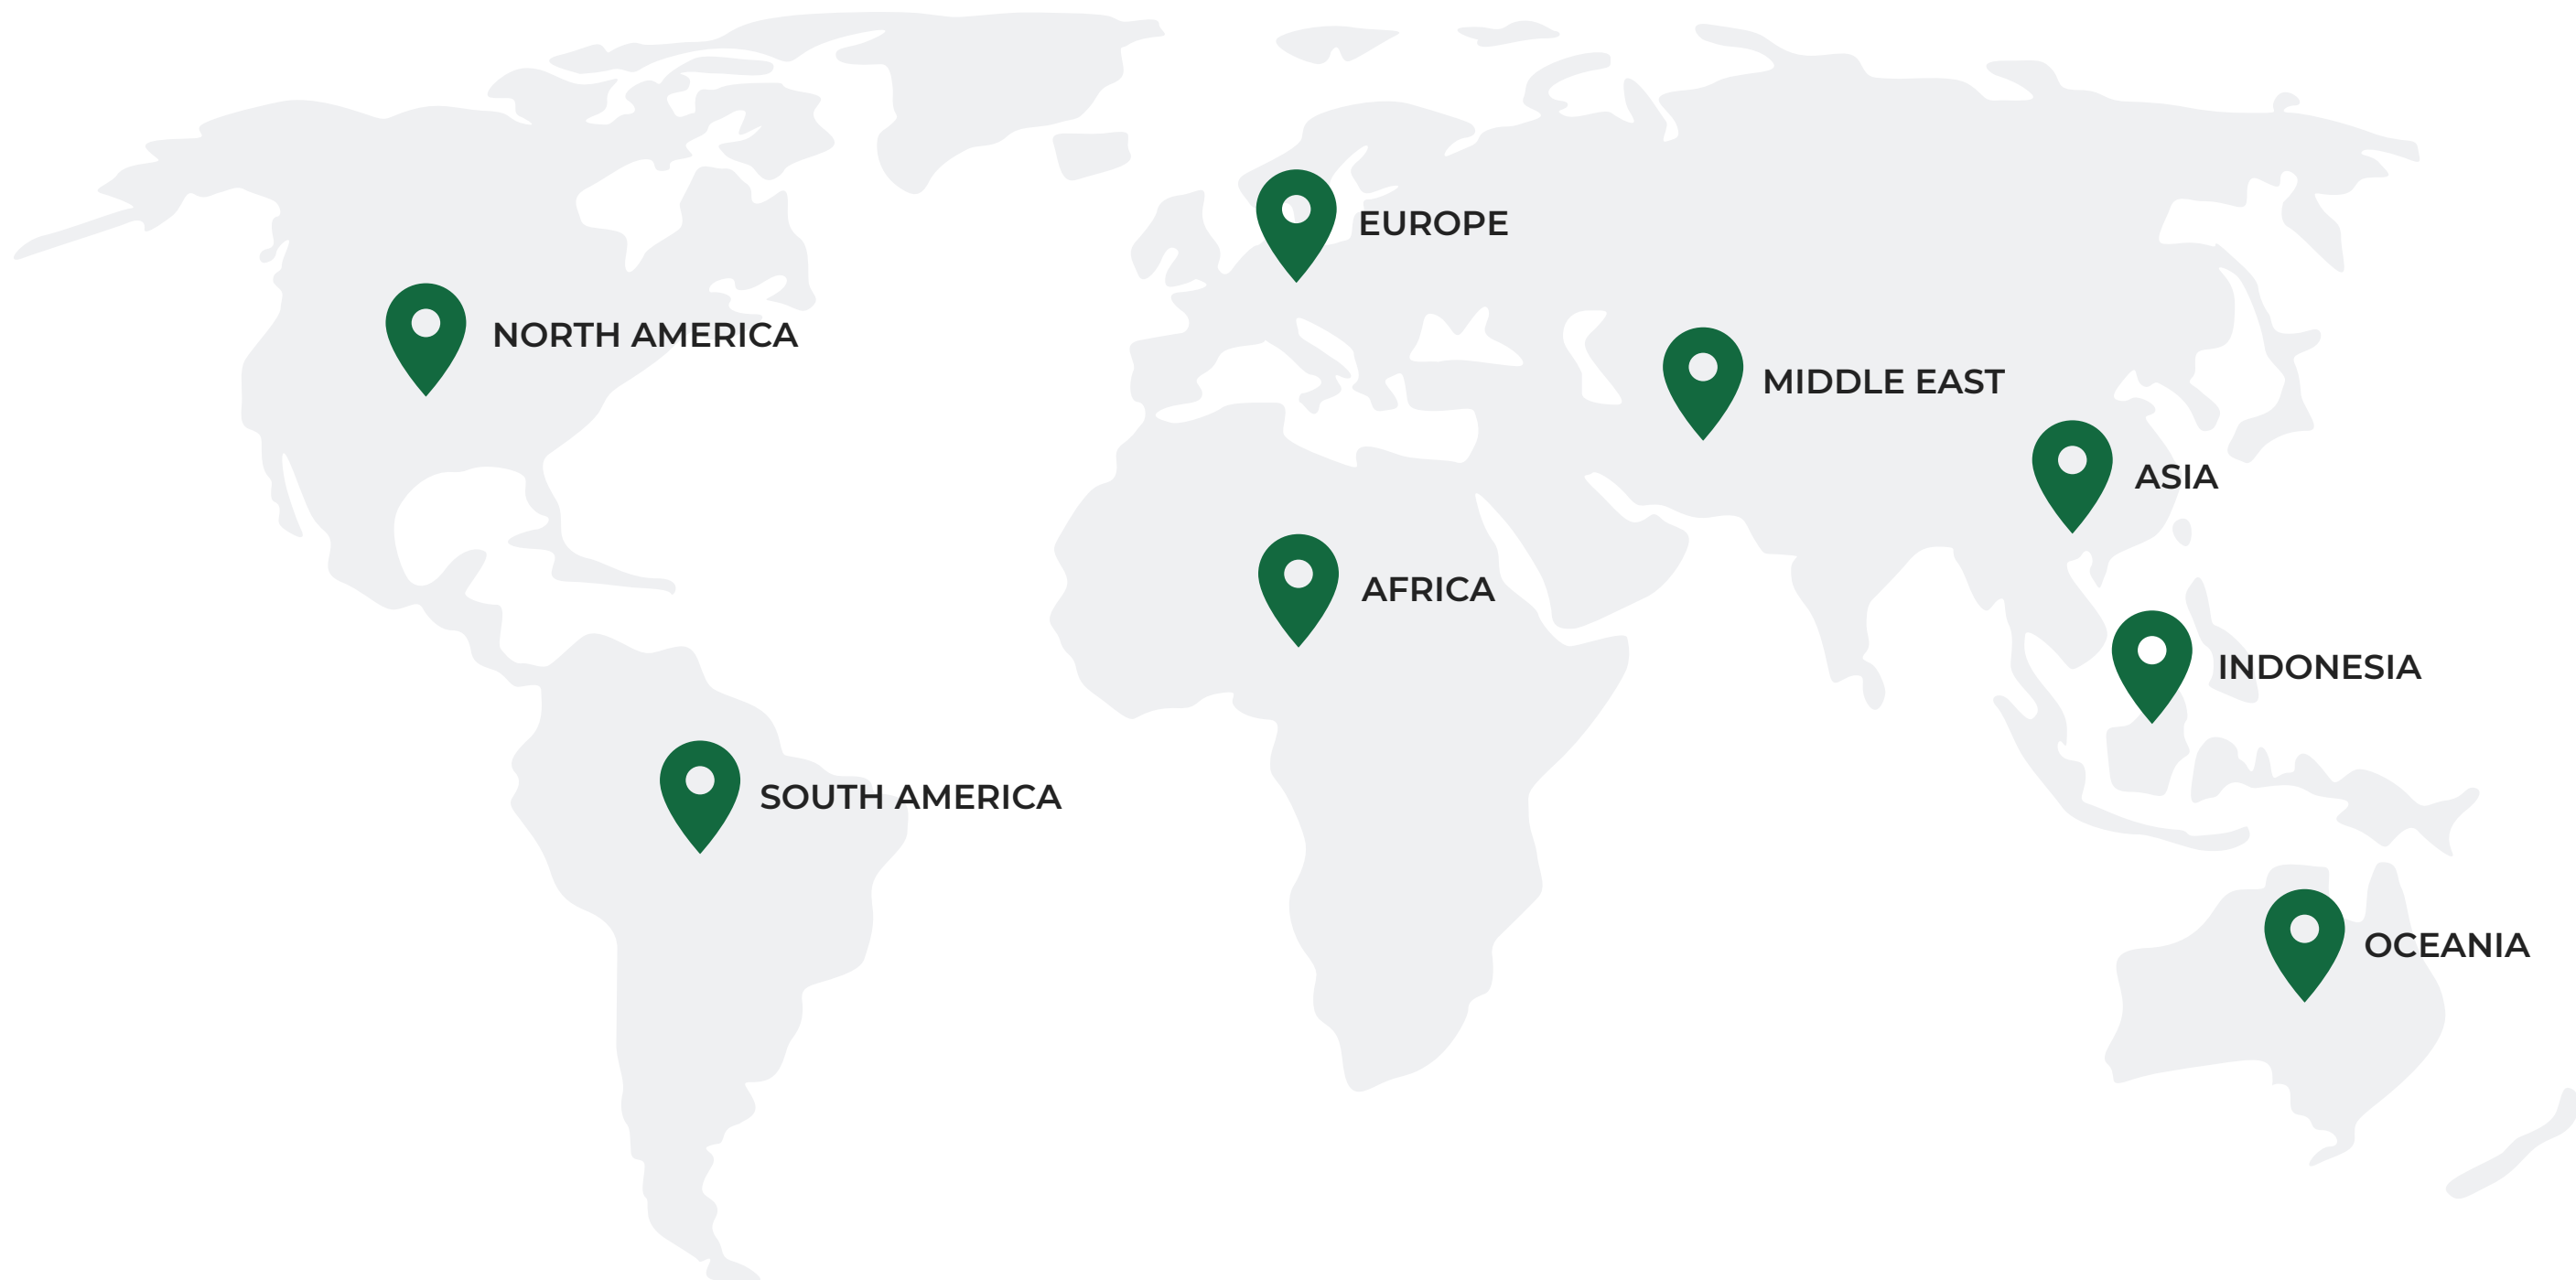 EUROPE
NORTH AMERICA
MIDDLE EAST
ASIA
AFRICA
INDONESIA
SOUTH AMERICA
OCEANIA